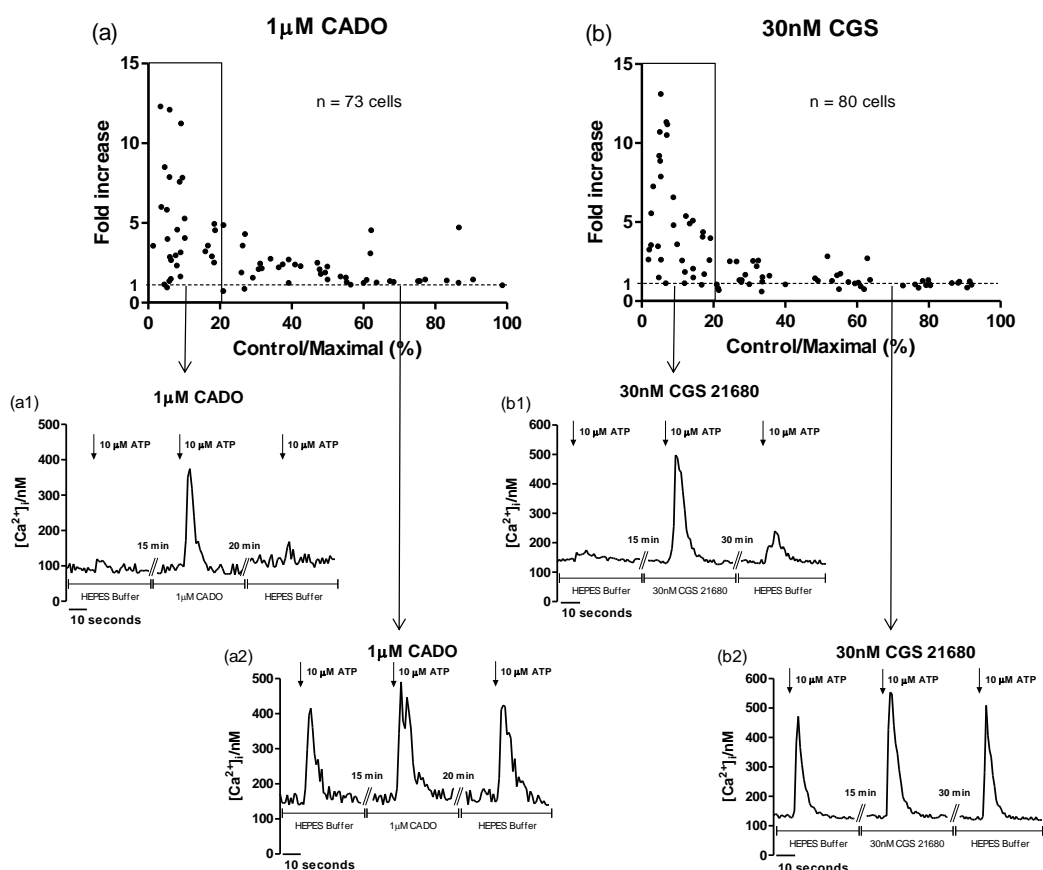 (a) 1μM CADO
15
10
5
1
0
Fold increase
n = 73 cells
0 20 40 60 80 100
Control/Maximal (%)
(b) 30nM CGS
15
10
5
1
0
Fold increase
n = 80 cells
0 20 40 60 80 100
Control/Maximal (%)
(a1) 1μM CADO
500
400
300
200
100
0
[Ca²⁺]ᵢ/nM
10 μM ATP 10 μM ATP 10 μM ATP
15 min 20 min
HEPES Buffer 1μM CADO HEPES Buffer
10 seconds
(b1) 30nM CGS 21680
600
500
400
300
200
100
0
[Ca²⁺]ᵢ/nM
10 μM ATP 10 μM ATP 10 μM ATP
15 min 30 min
HEPES Buffer 30nM CGS 21680 HEPES Buffer
10 seconds
(a2) 1μM CADO
500
400
300
200
100
0
[Ca²⁺]ᵢ/nM
10 μM ATP 10 μM ATP 10 μM ATP
15 min 20 min
HEPES Buffer 1μM CADO HEPES Buffer
10 seconds
(b2) 30nM CGS 21680
600
500
400
300
200
100
0
[Ca²⁺]ᵢ/nM
10 μM ATP 10 μM ATP 10 μM ATP
15 min 30 min
HEPES Buffer 30nM CGS 21680 HEPES Buffer
10 seconds